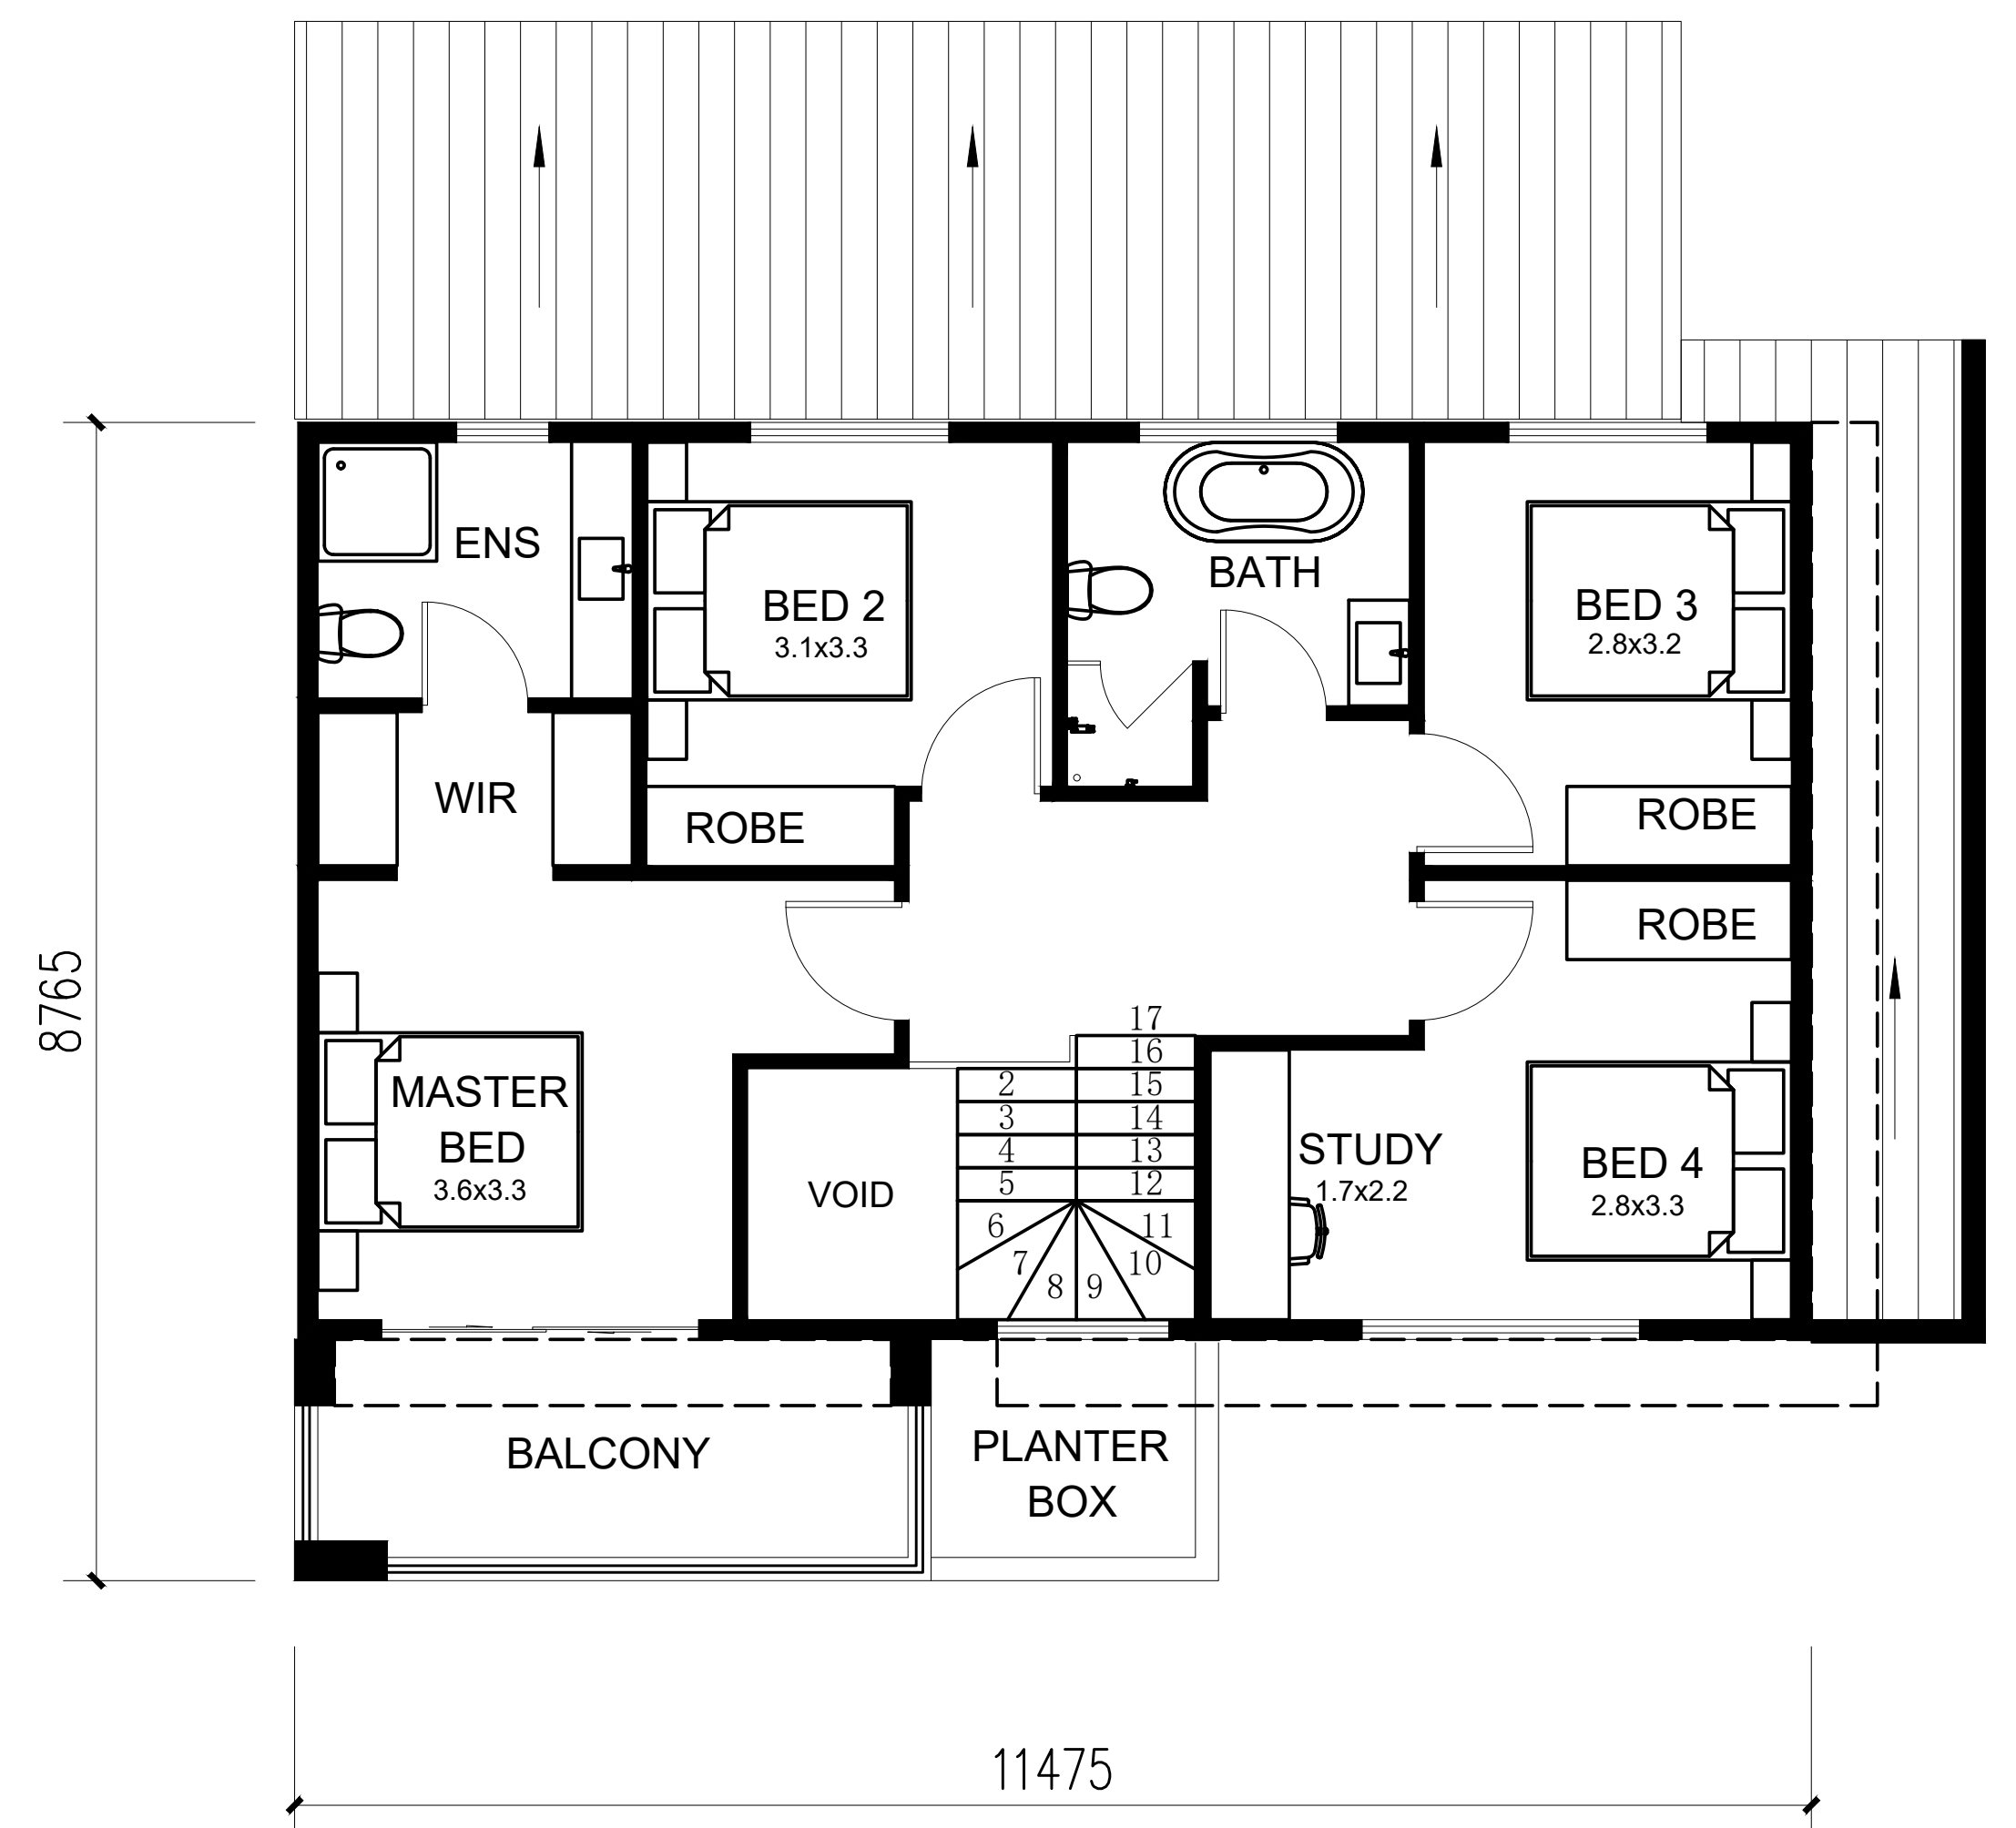 ENS
BATH
BED 2
3.1x3.3
BED 3
2.8x3.2
WIR
ROBE
ROBE
ROBE
8765
MASTER
BED
3.6x3.3
VOID
17
16
15
14
13
12
11
10
9
8
7
6
5
4
3
2
STUDY
1.7x2.2
BED 4
2.8x3.3
BALCONY
PLANTER
BOX
11475